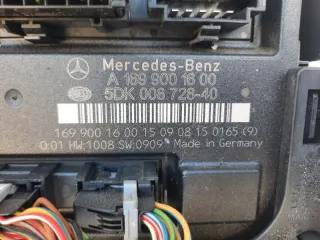 Mercedes-Benz
A 169 900 16 00
5DK 008 728-40
169 900 16 00 15 09 08 15 0165 (9)
0:01 HW:1008 SW:0909 Made in Germany